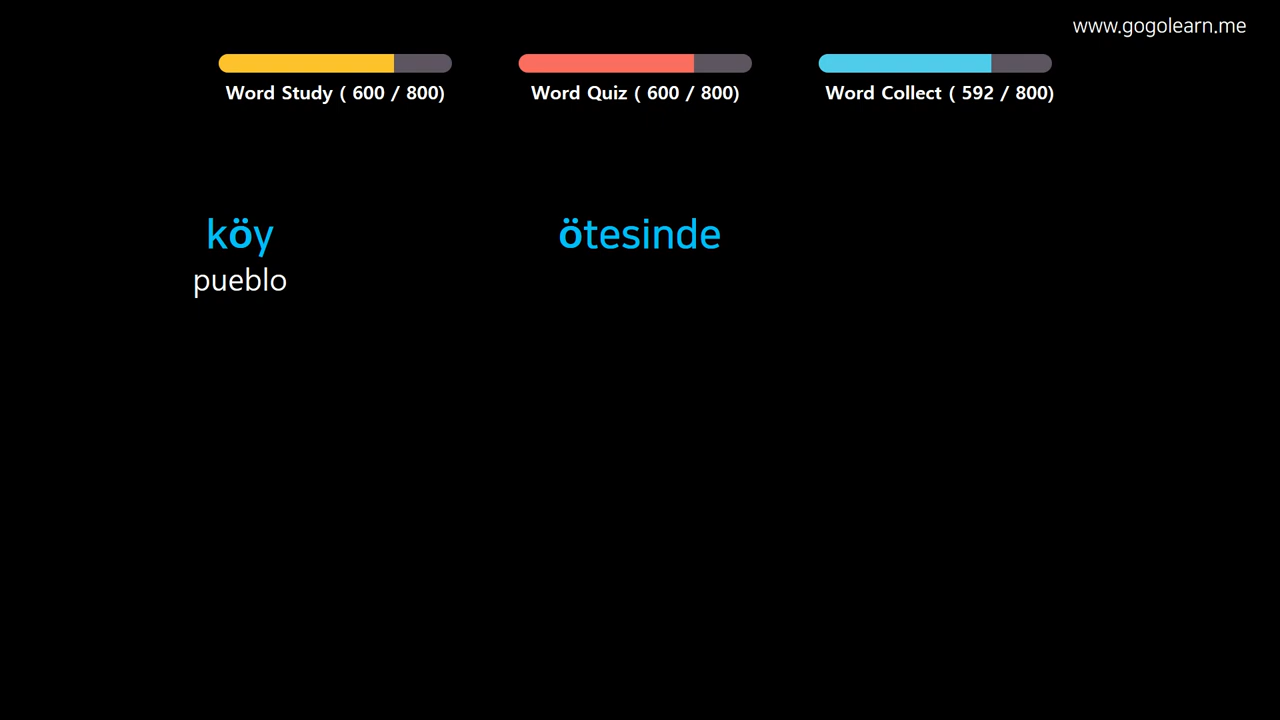 www.gogolearn.me
Word Study ( 600 / 800)
Word Quiz ( 600 / 800)
Word Collect ( 592 / 800)
köy
pueblo
ötesinde